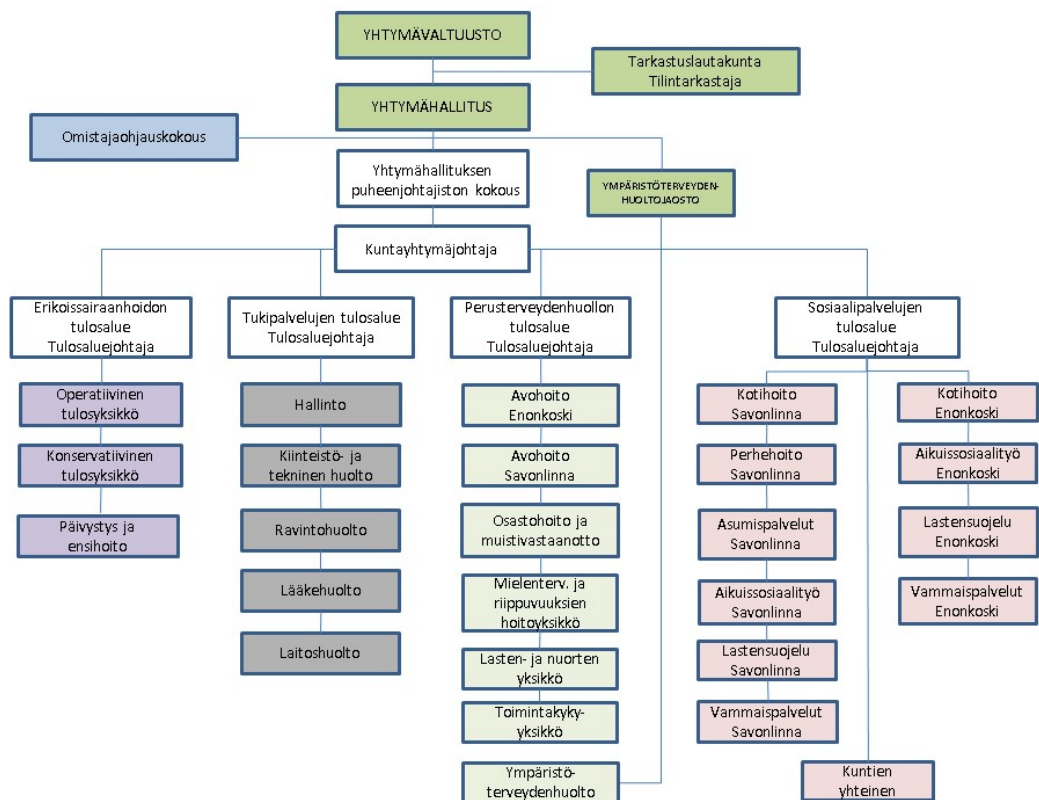 YHTYMÄVALTUUSTO
Tarkastuslautakunta
Tilintarkastaja
YHTYMÄHALLITUS
Omistajaohjauskokous
Yhtymähallituksen
puheenjohtajiston kokous
YMPÄRISTÖTERVEYDEN-
HUOLTOJAOSTO
Kuntayhtymäjohtaja
Erikoissairaanhoidon
tulosalue
Tulosaluejohtaja
Operatiivinen
tulosyksikkö
Konservatiivinen
tulosyksikkö
Päivystys ja
ensihoito
Tukipalvelujen tulosalue
Tulosaluejohtaja
Hallinto
Kiinteistö- ja
tekninen huolto
Ravintohuolto
Lääkehuolto
Laitoshuolto
Perusterveydenhuollon
tulosalue
Tulosaluejohtaja
Avohoito
Enonkoski
Avohoito
Savonlinna
Osastohoito ja
muistivastaanotto
Mielenterv. ja
riippuvuuksien
hoitoyksikkö
Lasten- ja nuorten
yksikkö
Toimintakyky-
yksikkö
Ympäristö-
terveydenhuolto
Sosiaalipalvelujen
tulosalue
Tulosaluejohtaja
Kotihoito
Savonlinna
Perhehoito
Savonlinna
Asumispalvelut
Savonlinna
Aikuissosiaalityö
Savonlinna
Lastensuojelu
Savonlinna
Vammaispalvelut
Savonlinna
Kotihoito
Enonkoski
Aikuissosiaalityö
Enonkoski
Lastensuojelu
Enonkoski
Vammaispalvelut
Enonkoski
Kuntien
yhteinen